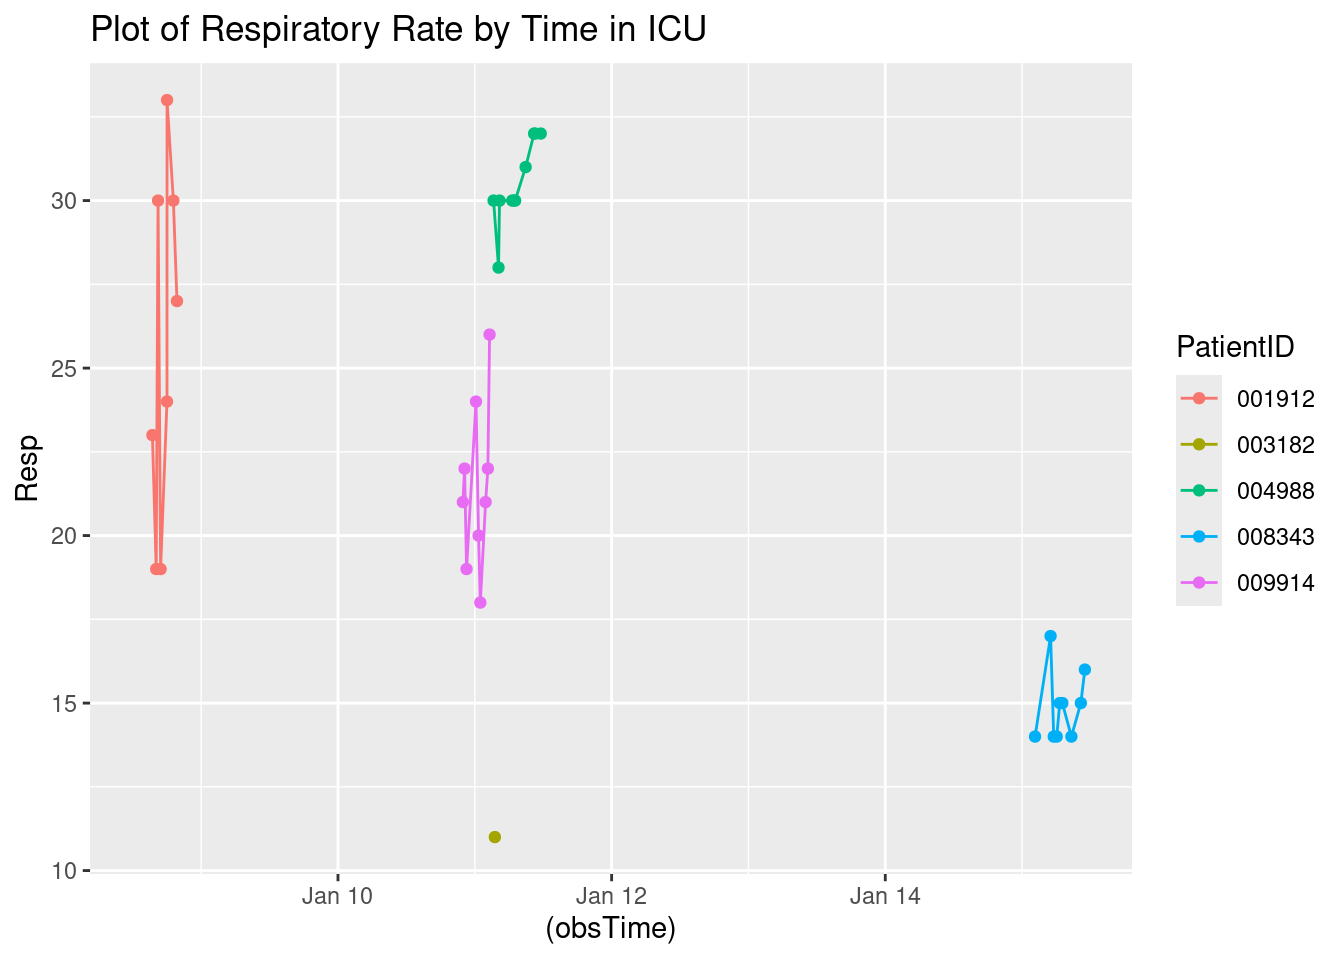 Plot of Respiratory Rate by Time in ICU
Resp
30
25
20
15
10
Jan 10
Jan 12
Jan 14
(obsTime)
PatientID
001912
003182
004988
008343
009914